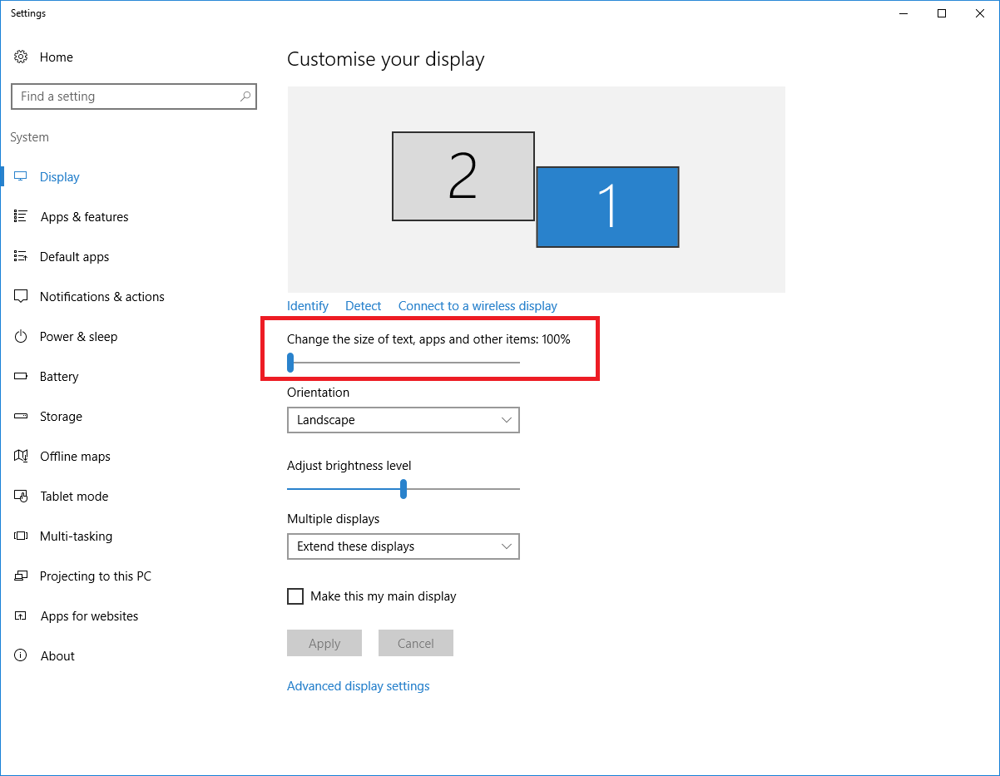 Settings
Home
Find a setting
System
Display
Apps & features
Default apps
Notifications & actions
Power & sleep
Battery
Storage
Offline maps
Tablet mode
Multi-tasking
Projecting to this PC
Apps for websites
About
Customise your display
2
1
Identify Detect Connect to a wireless display
Change the size of text, apps and other items: 100%
Orientation
Landscape
Adjust brightness level
Multiple displays
Extend these displays
Make this my main display
Apply Cancel
Advanced display settings